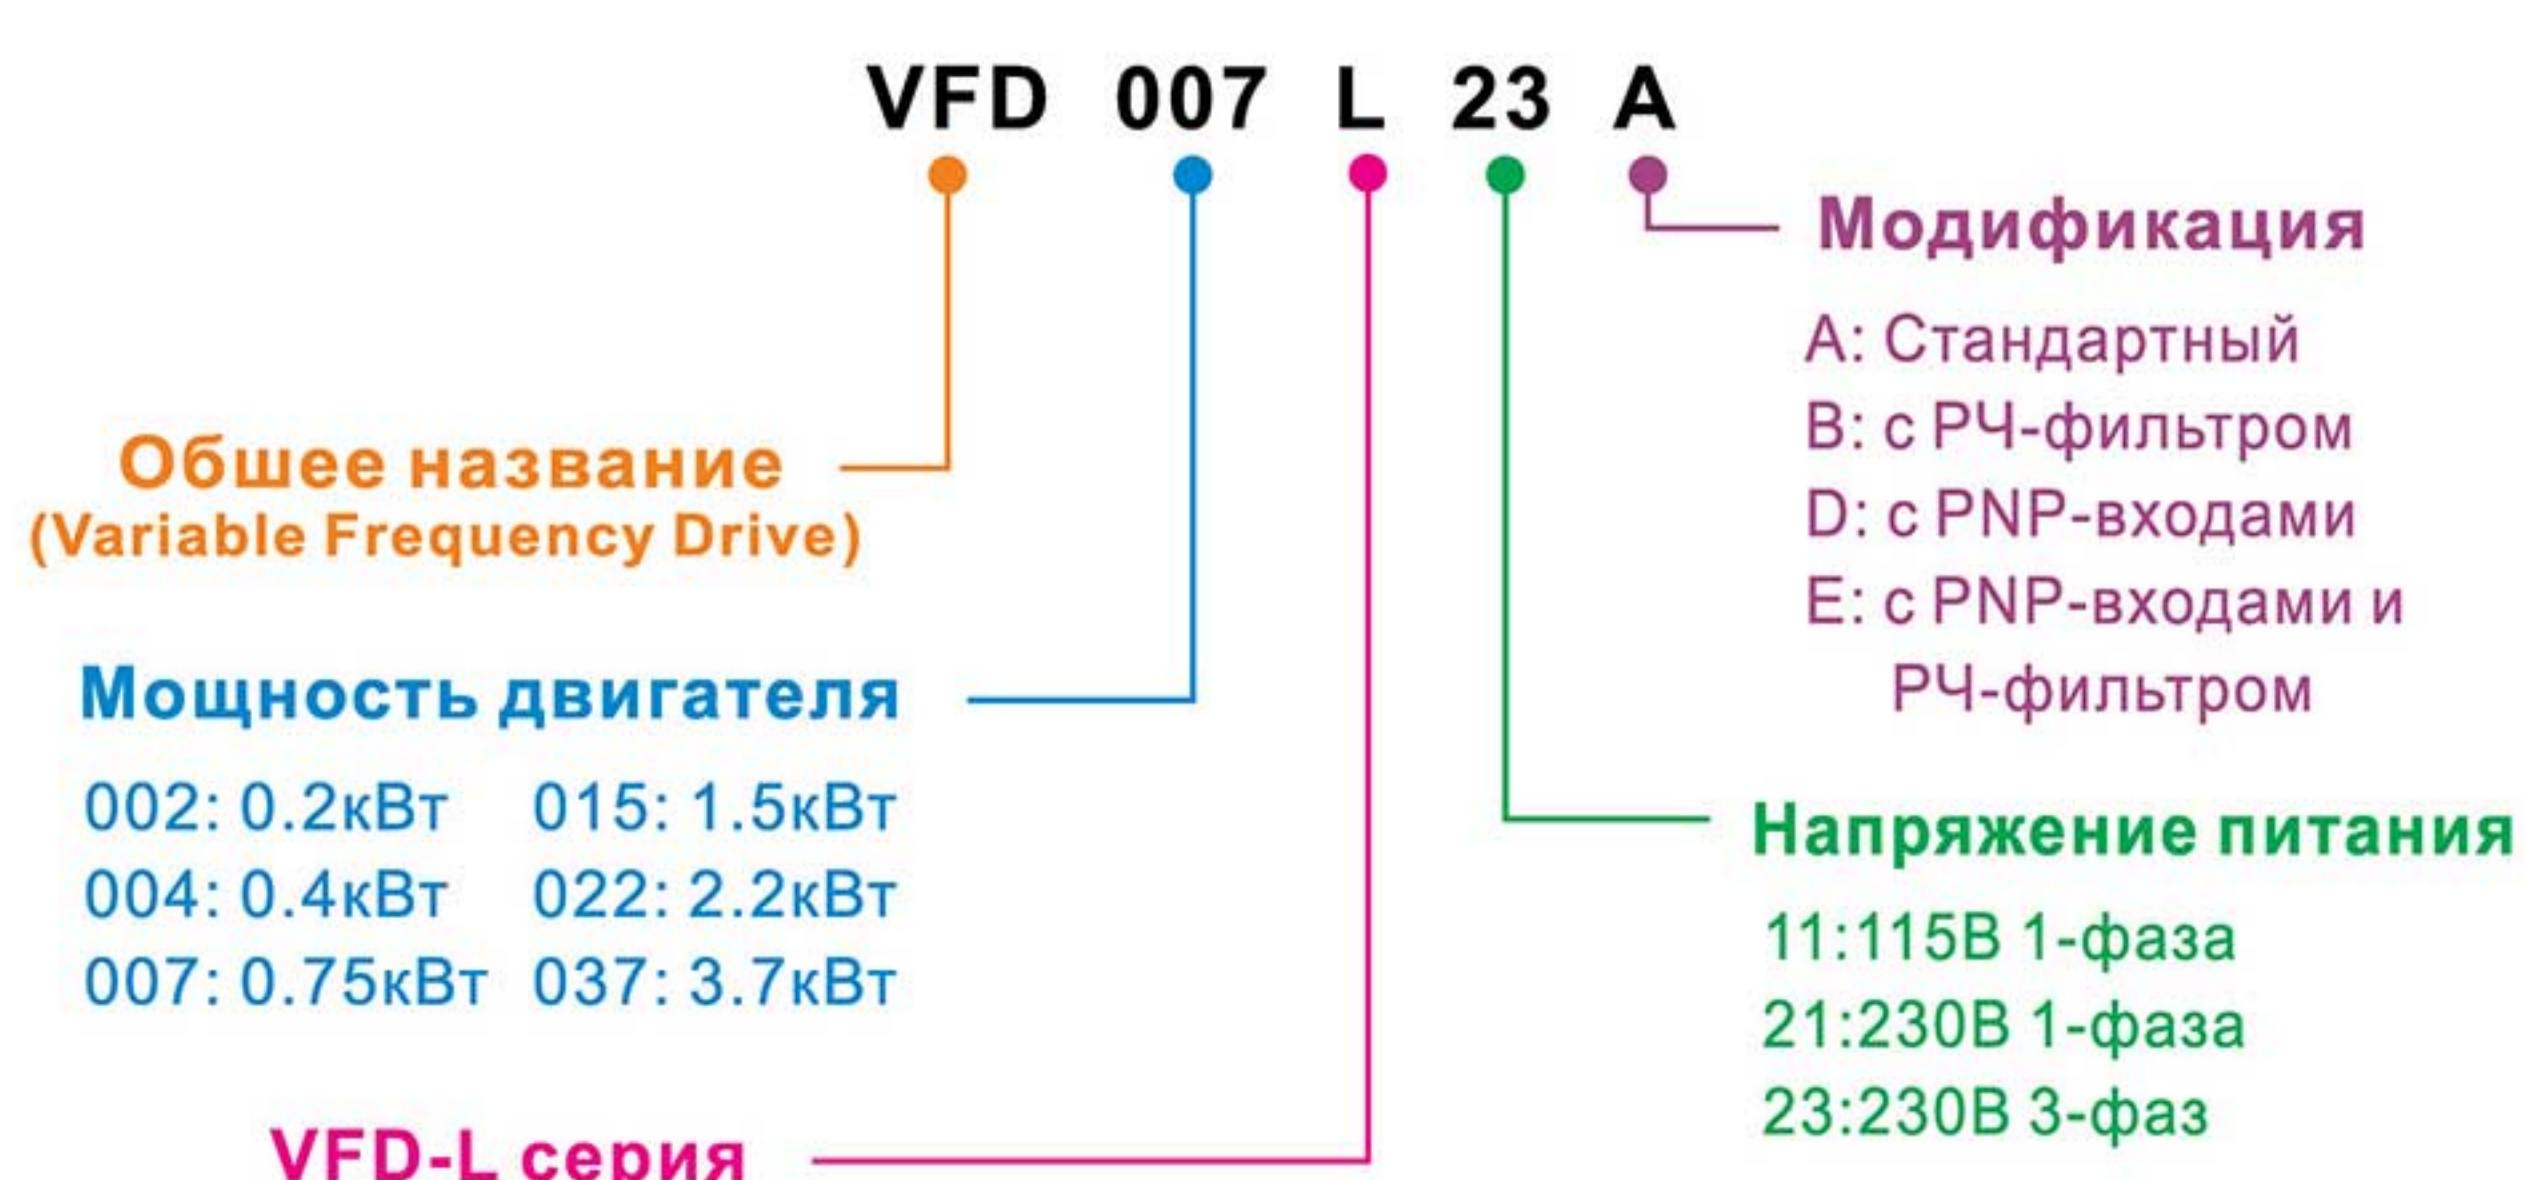 VFD 007 L 23 A
Модификация
A: Стандартный
B: с РЧ-фильтром
D: с PNP-входами
E: с PNP-входами и
РЧ-фильтром
Обшее название
(Variable Frequency Drive)
Мощность двигателя
002: 0.2кВт 015: 1.5кВт
004: 0.4кВт 022: 2.2кВт
007: 0.75кВт 037: 3.7кВт
Напряжение питания
11:115В 1-фаза
21:230В 1-фаза
23:230В 3-фаз
VFD-L серия